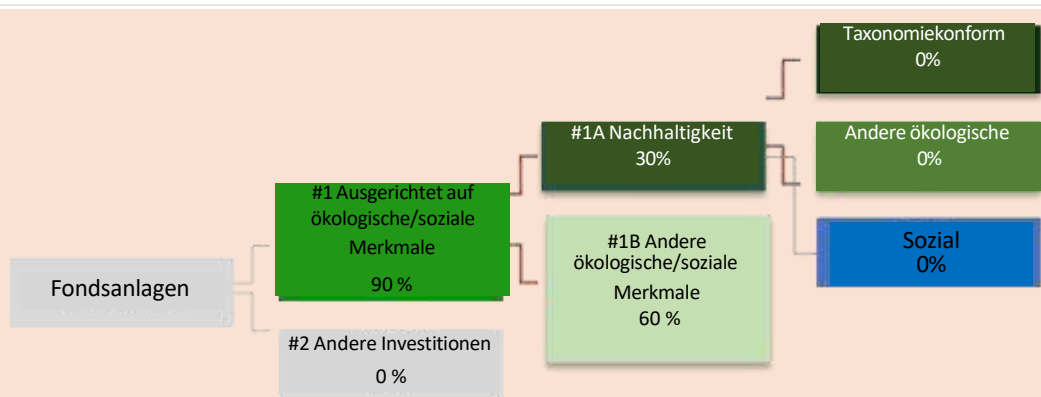 Taxonomiekonform
0%
#1A Nachhaltigkeit
30%
Andere ökologische
0%
#1 Ausgerichtet auf
ökologische/soziale
Merkmale
90 %
#1B Andere
ökologische/soziale
Merkmale
60 %
Sozial
0%
Fondsanlagen
#2 Andere Investitionen
0 %